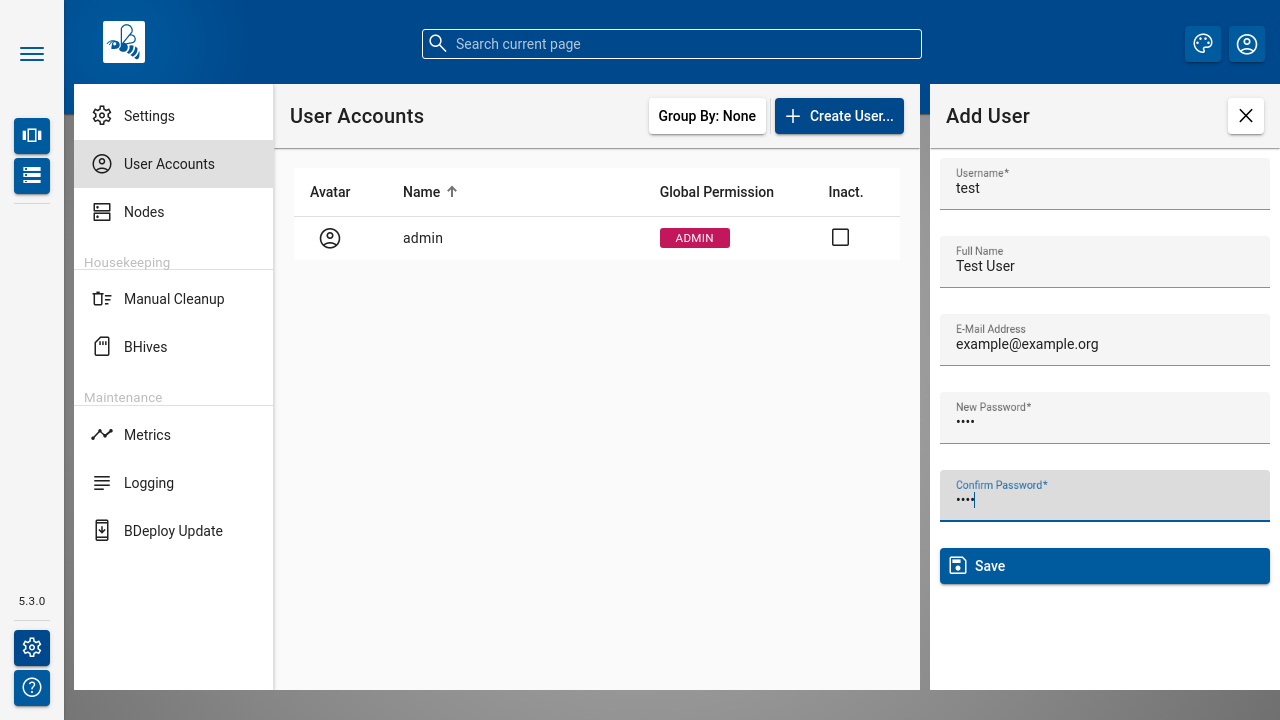 Search current page
Settings
User Accounts
Nodes
Housekeeping
Manual Cleanup
BHives
Maintenance
Metrics
Logging
BDeploy Update
5.3.0
User Accounts
Group By: None
Create User...
Avatar Name Global Permission Inact.
admin ADMIN
Add User
Username*
test
Full Name
Test User
E-Mail Address
example@example.org
New Password*
••••
Confirm Password*
••••
Save